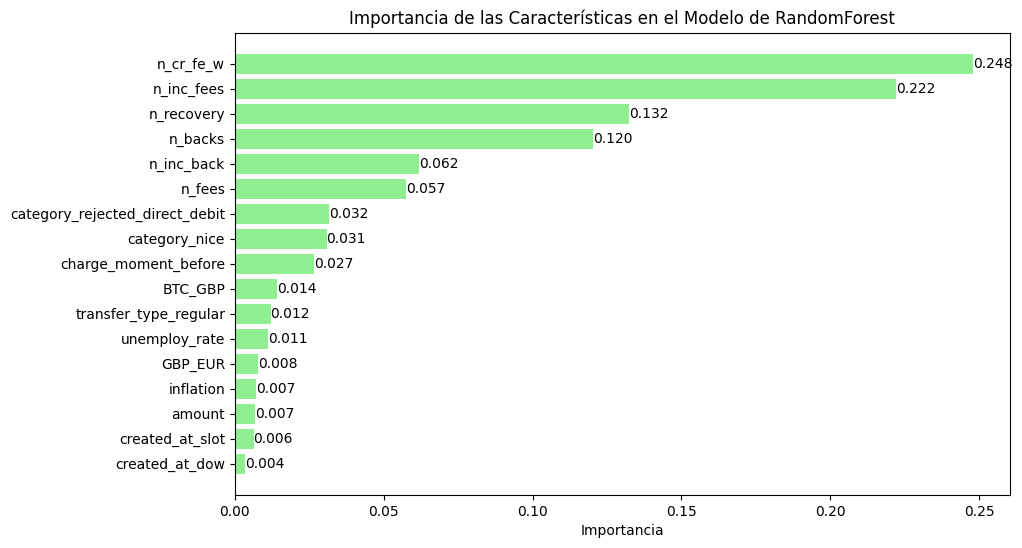 Importancia de las Características en el Modelo de RandomForest
n_cr_fe_w 0.248
n_inc_fees 0.222
n_recovery 0.132
n_backs 0.120
n_inc_back 0.062
n_fees 0.057
category_rejected_direct_debit 0.032
category_nice 0.031
charge_moment_before 0.027
BTC_GBP 0.014
transfer_type_regular 0.012
unemploy_rate 0.011
GBP_EUR 0.008
inflation 0.007
amount 0.007
created_at_slot 0.006
created_at_dow 0.004
0.00 0.05 0.10 0.15 0.20 0.25
Importancia